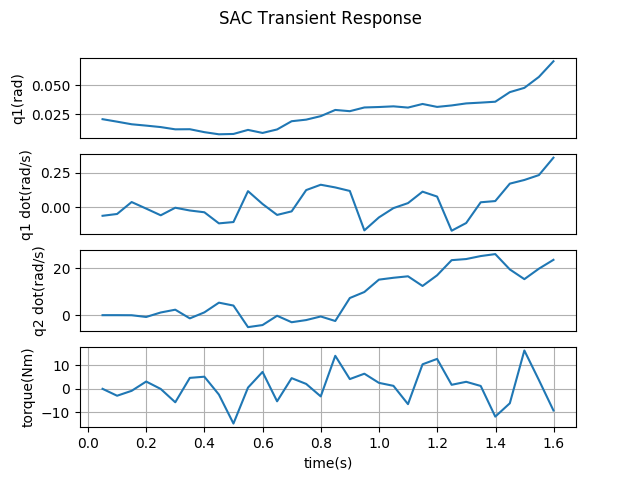 SAC Transient Response
q1(rad)
0.050
0.025
q1 dot(rad/s)
0.25
0.00
q2 dot(rad/s)
20
0
torque(Nm)
10
0
−10
0.0 0.2 0.4 0.6 0.8 1.0 1.2 1.4 1.6
time(s)